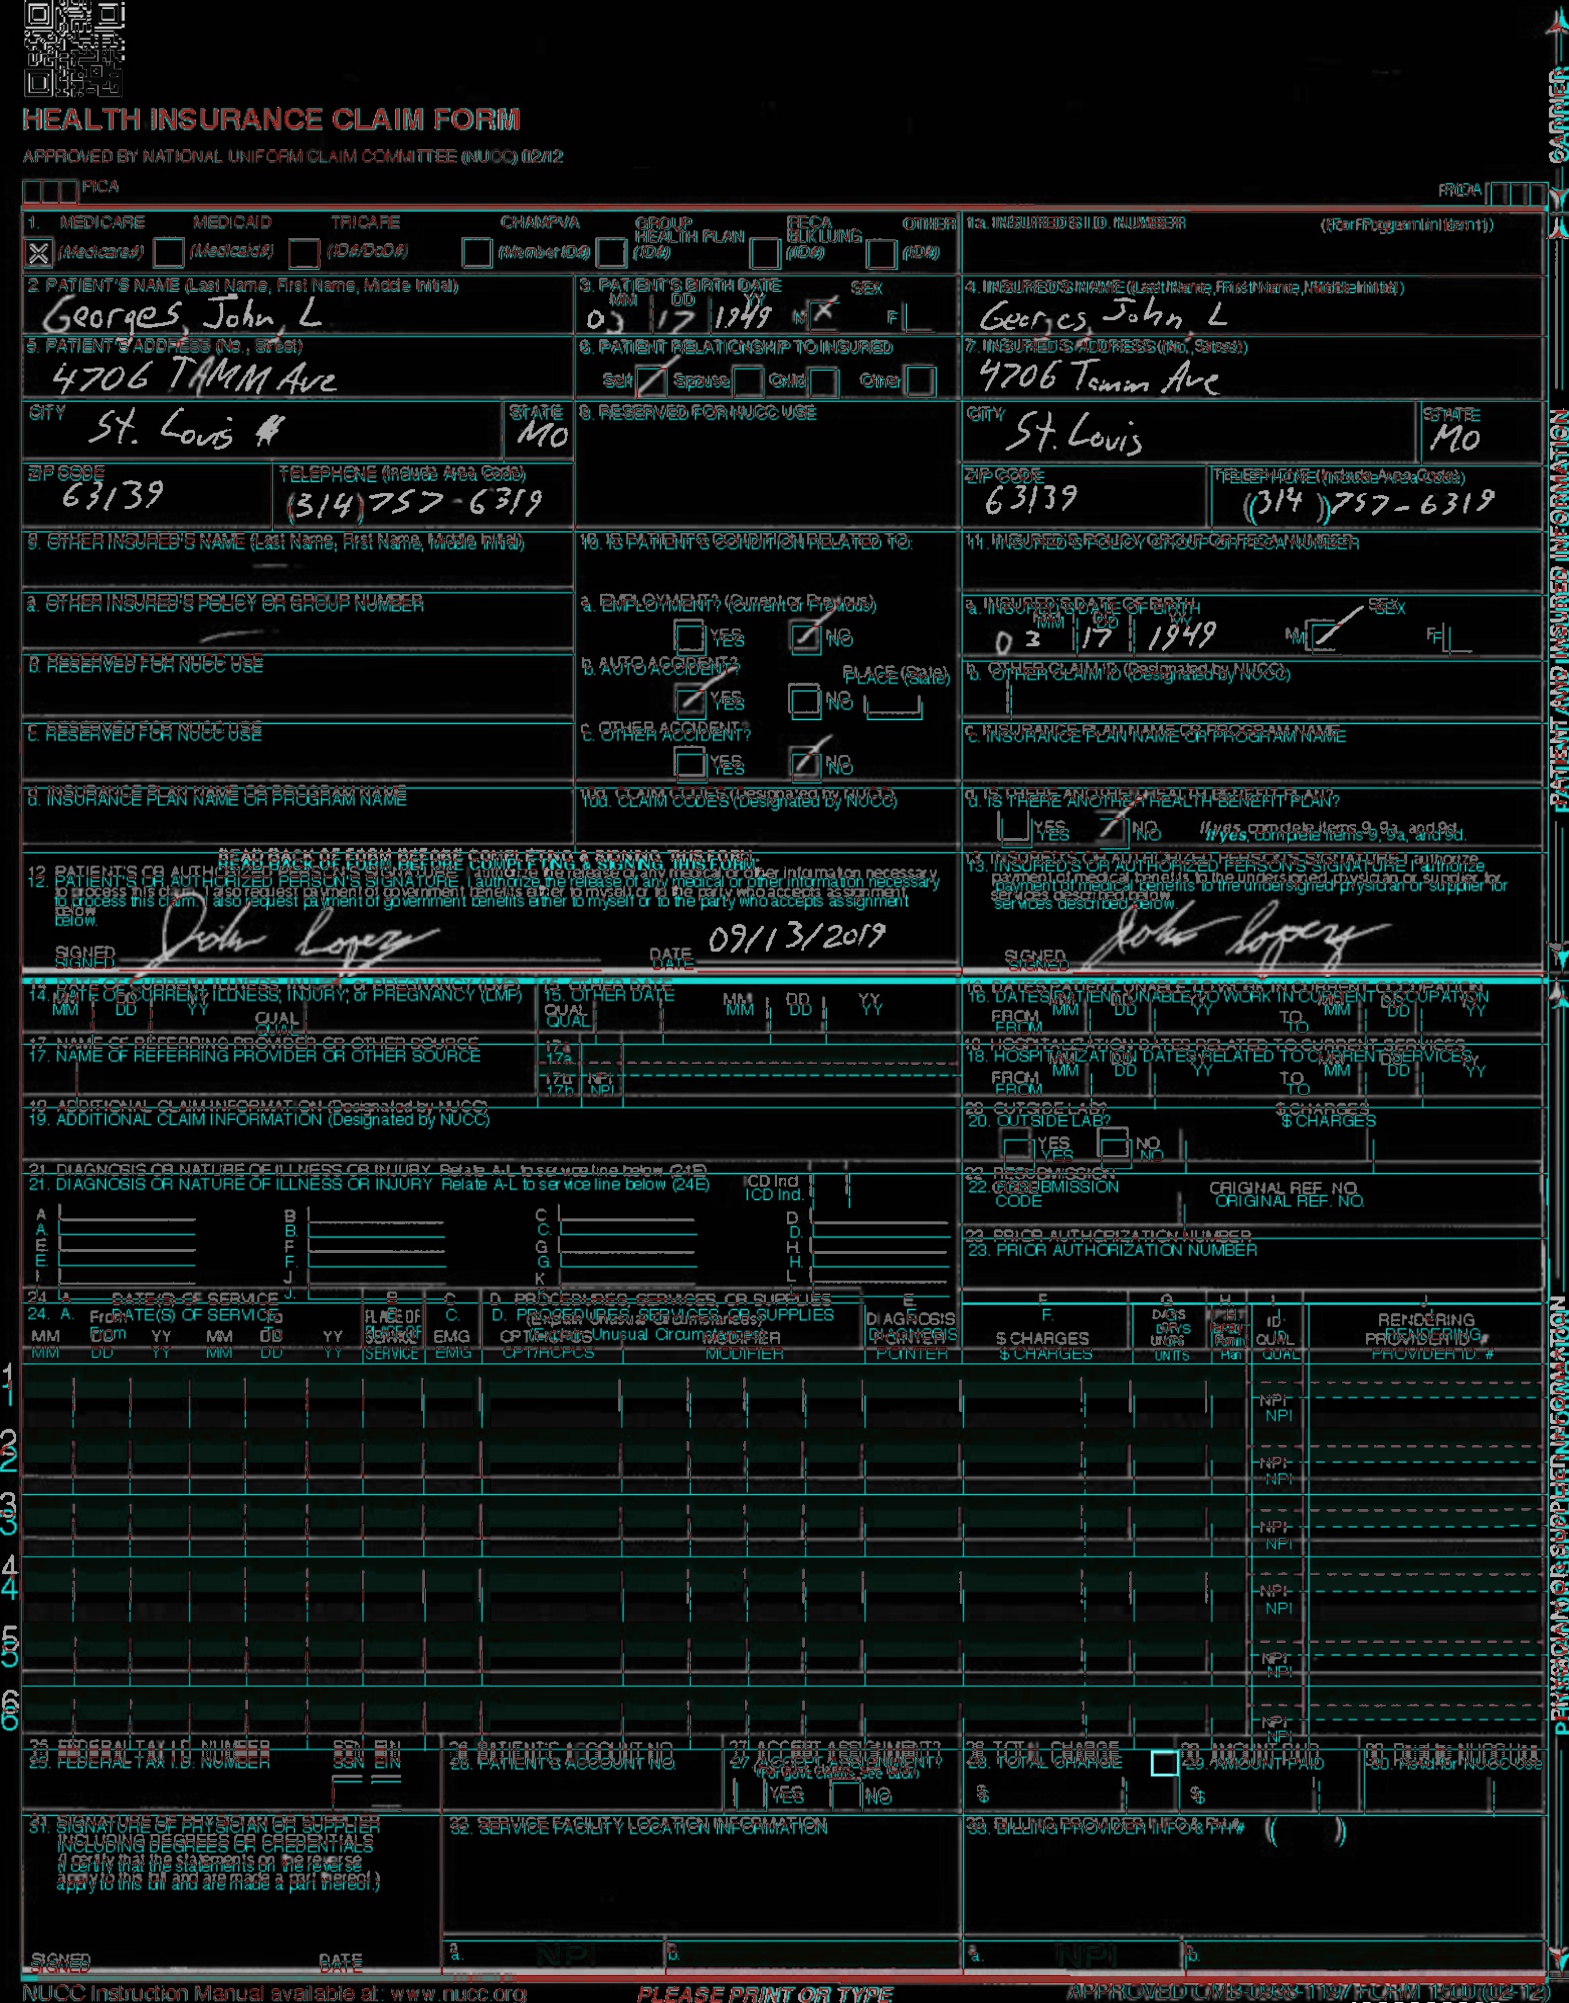 HEALTH INSURANCE CLAIM FORM
APPROVED BY NATIONAL UNIFORM CLAIM COMMITTEE (NUCC) 02/12
PICA
PICA
1. MEDICARE MEDICAID TRICARE CHAMPVA GROUP HEALTH PLAN FECA BLK LUNG OTHER
(Medicare#) (Medicaid#) (ID#/DoD#) (Member ID#) (ID#) (ID#) (ID#)
1a. INSURED'S I.D. NUMBER (For Program in Item 1)
2. PATIENT'S NAME (Last Name, First Name, Middle Initial)
Georges, John, L
3. PATIENT'S BIRTH DATE SEX
MM DD YY
03 17 1949 M X F
4. INSURED'S NAME (Last Name, First Name, Middle Initial)
Georges, John, L
5. PATIENT'S ADDRESS (No., Street)
4706 TAMM Ave
6. PATIENT RELATIONSHIP TO INSURED
Self Spouse Child Other
7. INSURED'S ADDRESS (No., Street)
4706 Tamm Ave
CITY STATE
St. Louis MO
8. RESERVED FOR NUCC USE
CITY STATE
St. Louis MO
ZIP CODE TELEPHONE (Include Area Code)
63139 (314) 757-6319
ZIP CODE TELEPHONE (Include Area Code)
63139 (314) 757-6319
9. OTHER INSURED'S NAME (Last Name, First Name, Middle Initial)
10. IS PATIENT'S CONDITION RELATED TO:
11. INSURED'S POLICY GROUP OR FECA NUMBER
a. OTHER INSURED'S POLICY OR GROUP NUMBER
a. EMPLOYMENT? (Current or Previous)
YES NO
a. INSURED'S DATE OF BIRTH SEX
MM DD YY
03 17 1949 M F
b. RESERVED FOR NUCC USE
b. AUTO ACCIDENT? PLACE (State)
YES NO
b. OTHER CLAIM ID (Designated by NUCC)
c. RESERVED FOR NUCC USE
c. OTHER ACCIDENT?
YES NO
c. INSURANCE PLAN NAME OR PROGRAM NAME
d. INSURANCE PLAN NAME OR PROGRAM NAME
10d. CLAIM CODES (Designated by NUCC)
d. IS THERE ANOTHER HEALTH BENEFIT PLAN?
YES NO If yes, complete items 9, 9a, and 9d.
READ BACK OF FORM BEFORE COMPLETING & SIGNING THIS FORM.
12. PATIENT'S OR AUTHORIZED PERSON'S SIGNATURE I authorize the release of any medical or other information necessary
to process this claim. I also request payment of government benefits either to myself or to the party who accepts assignment
below.
SIGNED John Lopez DATE 09/13/2019
13. INSURED'S OR AUTHORIZED PERSON'S SIGNATURE I authorize
payment of medical benefits to the undersigned physician or supplier for
services described below.
SIGNED John Lopez
14. DATE OF CURRENT ILLNESS, INJURY, or PREGNANCY (LMP)
MM DD YY QUAL.
15. OTHER DATE
QUAL. MM DD YY
16. DATES PATIENT UNABLE TO WORK IN CURRENT OCCUPATION
FROM MM DD YY TO MM DD YY
17. NAME OF REFERRING PROVIDER OR OTHER SOURCE
17a.
17b. NPI
18. HOSPITALIZATION DATES RELATED TO CURRENT SERVICES
FROM MM DD YY TO MM DD YY
19. ADDITIONAL CLAIM INFORMATION (Designated by NUCC)
20. OUTSIDE LAB? $ CHARGES
YES NO
21. DIAGNOSIS OR NATURE OF ILLNESS OR INJURY Relate A-L to service line below (24E) ICD Ind.
A. B. C. D.
E. F. G. H.
I. J. K. L.
22. RESUBMISSION CODE ORIGINAL REF. NO.
23. PRIOR AUTHORIZATION NUMBER
24. A. DATE(S) OF SERVICE B. C. D. PROCEDURES, SERVICES, OR SUPPLIES E. F. G. H. I. J.
From To PLACE OF SERVICE EMG (Explain Unusual Circumstances) DIAGNOSIS POINTER $ CHARGES DAYS OR UNITS ID. QUAL. RENDERING PROVIDER ID. #
MM DD YY MM DD YY CPT/HCPCS MODIFIER
1 NPI
2 NPI
3 NPI
4 NPI
5 NPI
6 NPI
25. FEDERAL TAX I.D. NUMBER SSN EIN
26. PATIENT'S ACCOUNT NO.
27. ACCEPT ASSIGNMENT?
(For govt. claims, see back)
YES NO
28. TOTAL CHARGE
$
29. AMOUNT PAID
$
30. Rsvd for NUCC Use
31. SIGNATURE OF PHYSICIAN OR SUPPLIER
INCLUDING DEGREES OR CREDENTIALS
(I certify that the statements on the reverse
apply to this bill and are made a part thereof.)
SIGNED DATE
32. SERVICE FACILITY LOCATION INFORMATION
a. NPI b.
33. BILLING PROVIDER INFO & PH # ( )
a. NPI b.
NUCC Instruction Manual available at: www.nucc.org
PLEASE PRINT OR TYPE
APPROVED OMB-0938-1197 FORM 1500 (02-12)
CARRIER
PATIENT AND INSURED INFORMATION
PHYSICIAN OR SUPPLIER INFORMATION